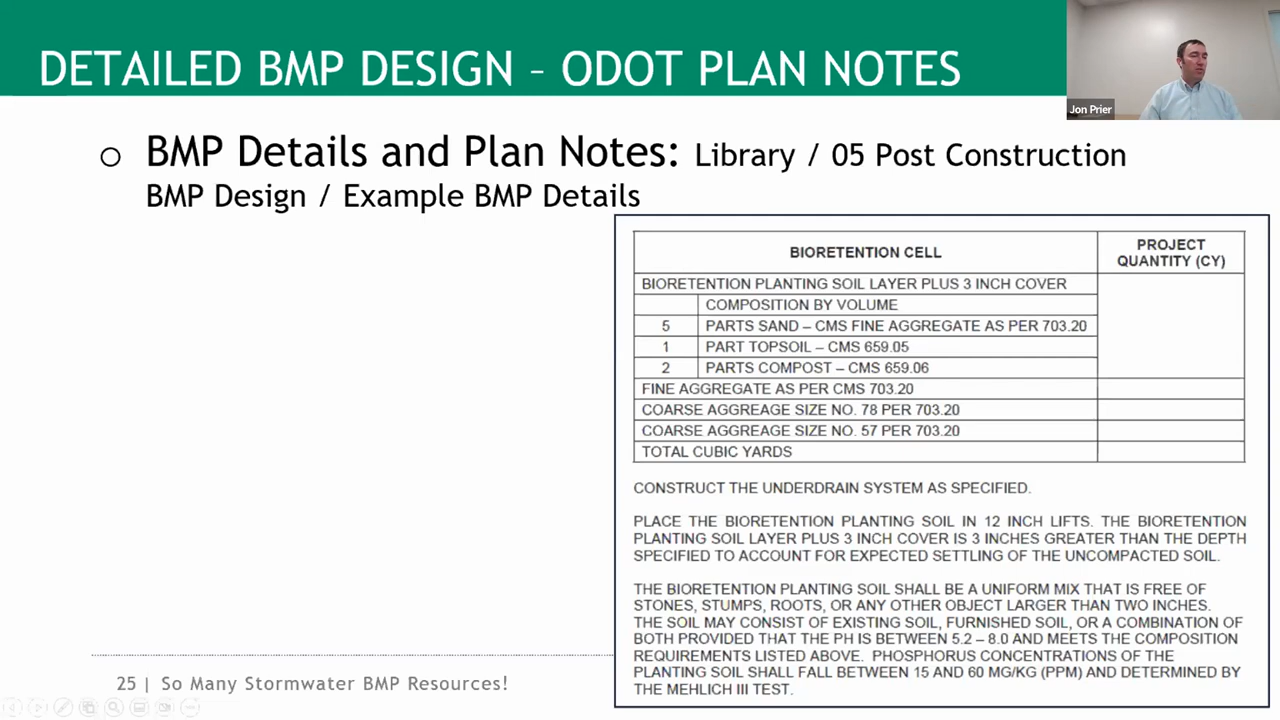 DETAILED BMP DESIGN – ODOT PLAN NOTES
Jon Prier
BMP Details and Plan Notes: Library / 05 Post Construction
BMP Design / Example BMP Details
BIORETENTION CELL
PROJECT
QUANTITY (CY)
BIORETENTION PLANTING SOIL LAYER PLUS 3 INCH COVER
COMPOSITION BY VOLUME
5 PARTS SAND – CMS FINE AGGREGATE AS PER 703.20
1 PART TOPSOIL – CMS 659.05
2 PARTS COMPOST – CMS 659.06
FINE AGGREGATE AS PER CMS 703.20
COARSE AGGREAGE SIZE NO. 78 PER 703.20
COARSE AGGREAGE SIZE NO. 57 PER 703.20
TOTAL CUBIC YARDS
CONSTRUCT THE UNDERDRAIN SYSTEM AS SPECIFIED.
PLACE THE BIORETENTION PLANTING SOIL IN 12 INCH LIFTS. THE BIORETENTION
PLANTING SOIL LAYER PLUS 3 INCH COVER IS 3 INCHES GREATER THAN THE DEPTH
SPECIFIED TO ACCOUNT FOR EXPECTED SETTLING OF THE UNCOMPACTED SOIL.
THE BIORETENTION PLANTING SOIL SHALL BE A UNIFORM MIX THAT IS FREE OF
STONES, STUMPS, ROOTS, OR ANY OTHER OBJECT LARGER THAN TWO INCHES.
THE SOIL MAY CONSIST OF EXISTING SOIL, FURNISHED SOIL, OR A COMBINATION OF
BOTH PROVIDED THAT THE PH IS BETWEEN 5.2 – 8.0 AND MEETS THE COMPOSITION
REQUIREMENTS LISTED ABOVE. PHOSPHORUS CONCENTRATIONS OF THE
PLANTING SOIL SHALL FALL BETWEEN 15 AND 60 MG/KG (PPM) AND DETERMINED BY
THE MEHLICH III TEST.
25 | So Many Stormwater BMP Resources!